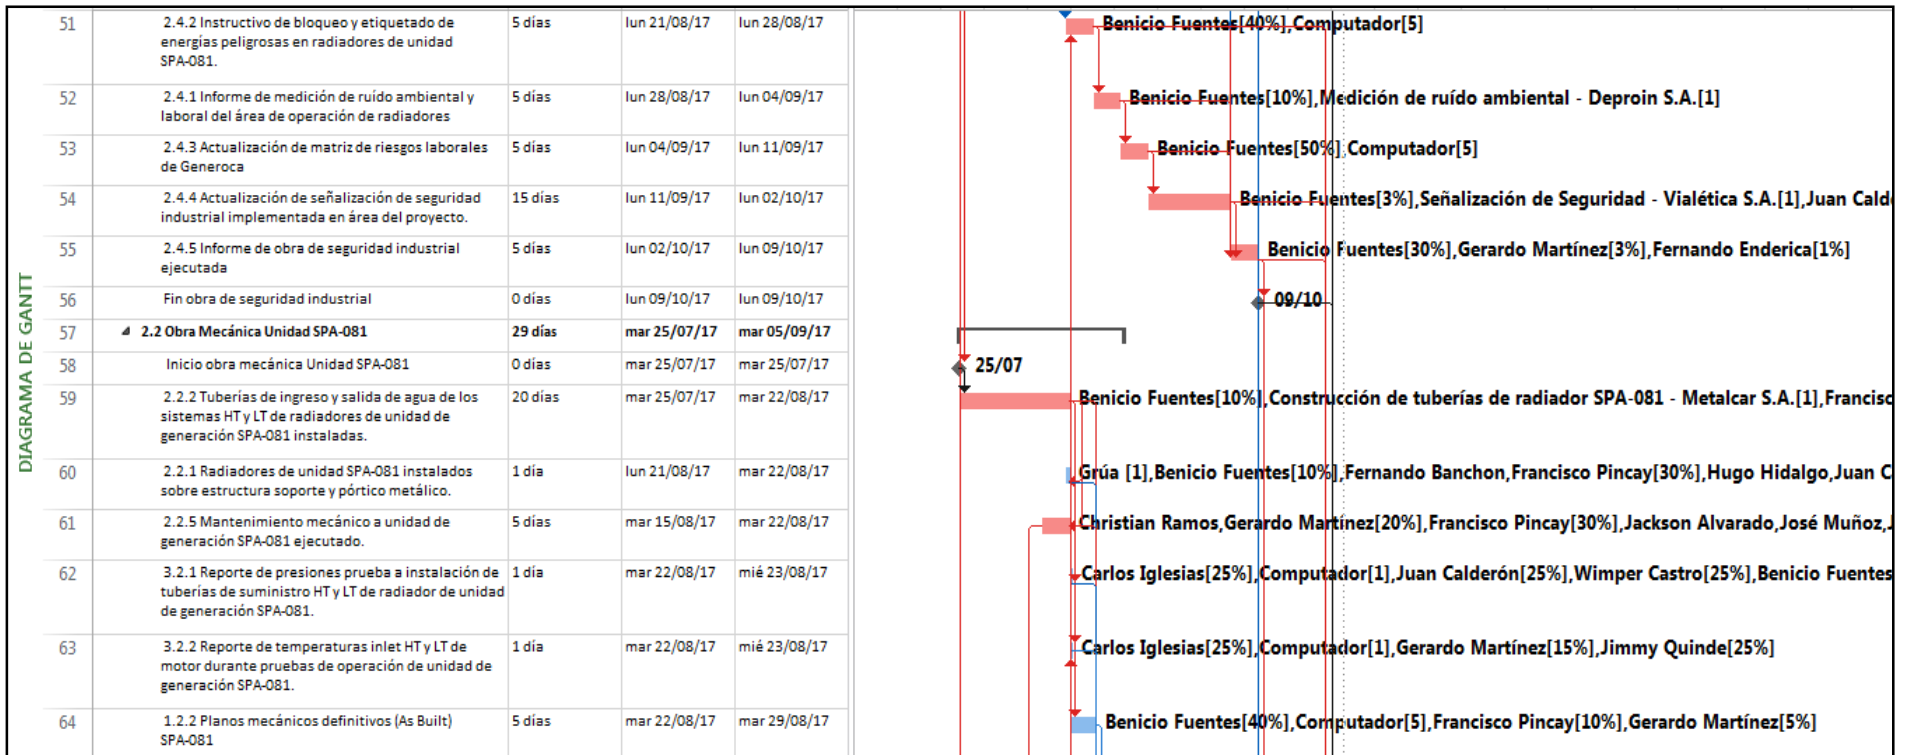 DIAGRAMA DE GANTT
51 2.4.2 Instructivo de bloqueo y etiquetado de 5 días lun 21/08/17 lun 28/08/17 Benicio Fuentes[40%],Computador[5]
energías peligrosas en radiadores de unidad
SPA-081.
52 2.4.1 Informe de medición de ruído ambiental y 5 días lun 28/08/17 lun 04/09/17 Benicio Fuentes[10%],Medición de ruído ambiental - Deproin S.A.[1]
laboral del área de operación de radiadores
53 2.4.3 Actualización de matriz de riesgos laborales 5 días lun 04/09/17 lun 11/09/17 Benicio Fuentes[50%],Computador[5]
de Generoca
54 2.4.4 Actualización de señalización de seguridad 15 días lun 11/09/17 lun 02/10/17 Benicio Fuentes[3%],Señalización de Seguridad - Vialética S.A.[1],Juan Cald
industrial implementada en área del proyecto.
55 2.4.5 Informe de obra de seguridad industrial 5 días lun 02/10/17 lun 09/10/17 Benicio Fuentes[30%],Gerardo Martínez[3%],Fernando Enderica[1%]
ejecutada
56 Fin obra de seguridad industrial 0 días lun 09/10/17 lun 09/10/17 09/10
57 2.2 Obra Mecánica Unidad SPA-081 29 días mar 25/07/17 mar 05/09/17
58 Inicio obra mecánica Unidad SPA-081 0 días mar 25/07/17 mar 25/07/17 25/07
59 2.2.2 Tuberías de ingreso y salida de agua de los 20 días mar 25/07/17 mar 22/08/17 Benicio Fuentes[10%],Construcción de tuberías de radiador SPA-081 - Metalcar S.A.[1],Francisc
sistemas HT y LT de radiadores de unidad de
generación SPA-081 instaladas.
60 2.2.1 Radiadores de unidad SPA-081 instalados 1 día lun 21/08/17 mar 22/08/17 Grúa [1],Benicio Fuentes[10%],Fernando Banchon,Francisco Pincay[30%],Hugo Hidalgo,Juan C
sobre estructura soporte y pórtico metálico.
61 2.2.5 Mantenimiento mecánico a unidad de 5 días mar 15/08/17 mar 22/08/17 Christian Ramos,Gerardo Martínez[20%],Francisco Pincay[30%],Jackson Alvarado,José Muñoz,J
generación SPA-081 ejecutado.
62 3.2.1 Reporte de presiones prueba a instalación de 1 día mar 22/08/17 mié 23/08/17 Carlos Iglesias[25%],Computador[1],Juan Calderón[25%],Wimper Castro[25%],Benicio Fuentes
tuberías de suministro HT y LT de radiador de unidad
de generación SPA-081.
63 3.2.2 Reporte de temperaturas inlet HT y LT de 1 día mar 22/08/17 mié 23/08/17 Carlos Iglesias[25%],Computador[1],Gerardo Martínez[15%],Jimmy Quinde[25%]
motor durante pruebas de operación de unidad de
generación SPA-081.
64 1.2.2 Planos mecánicos definitivos (As Built) 5 días mar 22/08/17 mar 29/08/17 Benicio Fuentes[40%],Computador[5],Francisco Pincay[10%],Gerardo Martínez[5%]
SPA-081